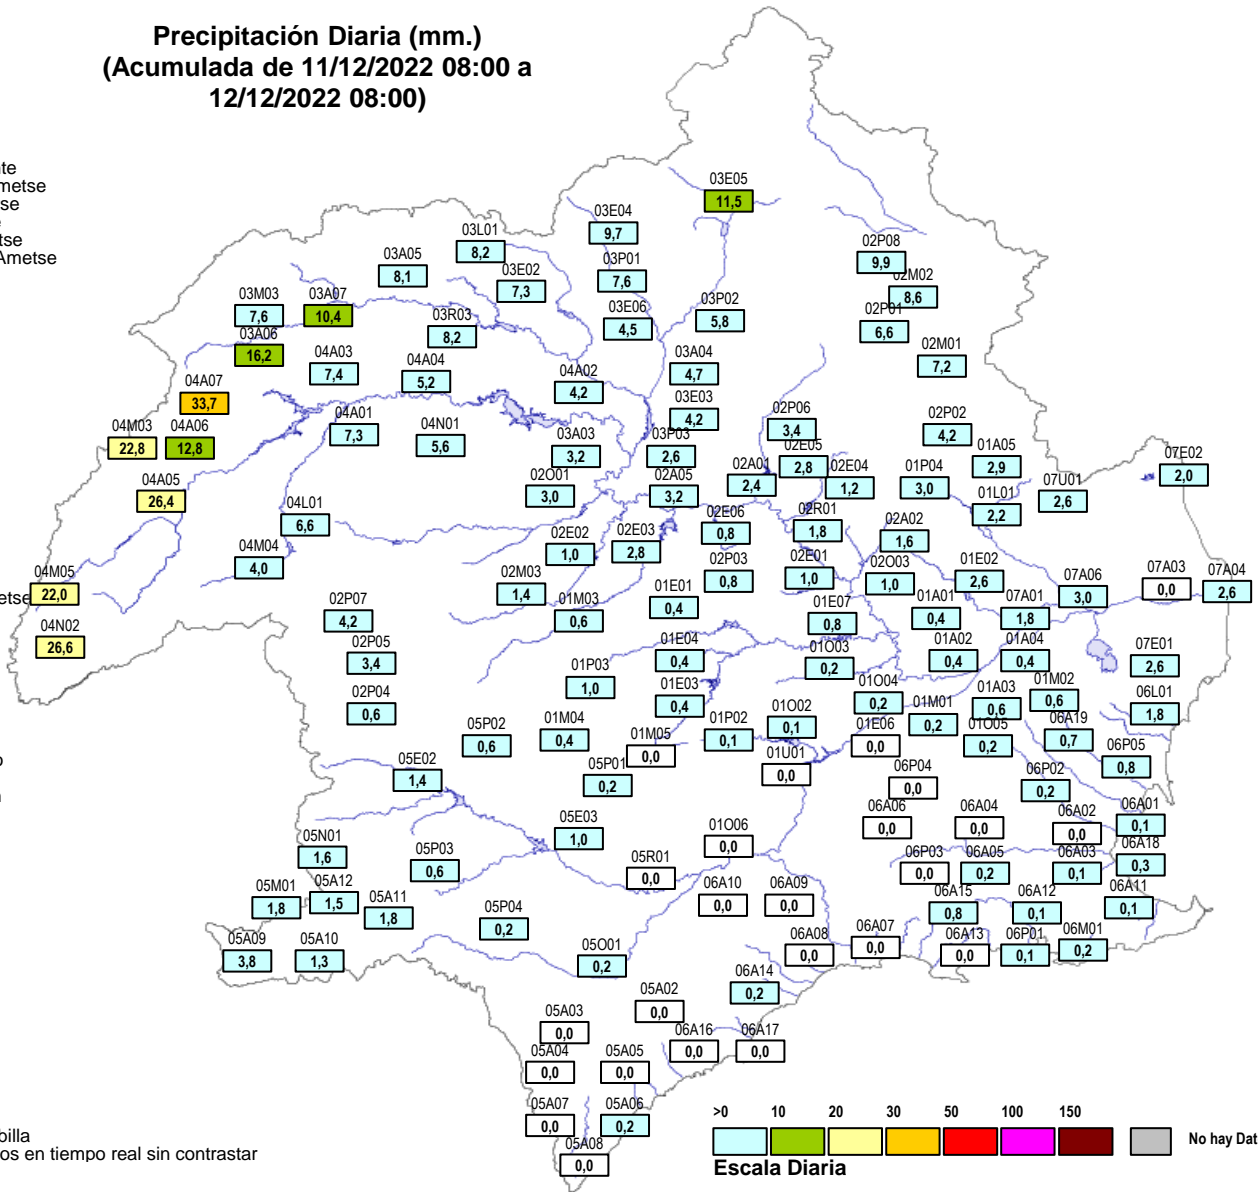 Precipitación Diaria (mm.)
(Acumulada de 11/12/2022 08:00 a
12/12/2022 08:00)
nte
metse
se
e
tse
Ametse
03E05
11,5
03E04
9,7
03L01
8,2
02P08
9,9
03A05
8,1
03P01
7,6
03E02
7,3
02M02
8,6
03M03
7,6
03A07
10,4
03P02
5,8
03E06
4,5
02P01
6,6
03R03
8,2
03A06
16,2
02M01
7,2
04A03
7,4
04A04
5,2
03A04
4,7
04A02
4,2
04A07
33,7
03E03
4,2
04A01
7,3
02P06
3,4
02P02
4,2
04M03
22,8
04A06
12,8
04N01
5,6
03A03
3,2
03P03
2,6
02E05
2,8
01A05
2,9
07E02
2,0
02A01
2,4
02E04
1,2
01P04
3,0
07U01
2,6
04A05
26,4
02O01
3,0
02A05
3,2
01L01
2,2
04L01
6,6
02E06
0,8
02R01
1,8
02A02
1,6
02E02
1,0
02E03
2,8
04M04
4,0
02P03
0,8
02E01
1,0
02O03
1,0
01E02
2,6
07A03
0,0
07A04
2,6
04M05
22,0
etse
02M03
1,4
07A06
3,0
01E01
0,4
01M03
0,6
02P07
4,2
01E07
0,8
01A01
0,4
07A01
1,8
04N02
26,6
02P05
3,4
01E04
0,4
01O03
0,2
01A02
0,4
01A04
0,4
07E01
2,6
01P03
1,0
02P04
0,6
01E03
0,4
01O04
0,2
01A03
0,6
01M02
0,6
06L01
1,8
01O02
0,1
01M01
0,2
05P02
0,6
01M04
0,4
01M05
0,0
01P02
0,1
01E06
0,0
01O05
0,2
06A19
0,7
o
06P05
0,8
05E02
1,4
05P01
0,2
01U01
0,0
06P04
0,0
06P02
0,2
06A06
0,0
06A04
0,0
06A02
0,0
06A01
0,1
05E03
1,0
01O06
0,0
05N01
1,6
05P03
0,6
05R01
0,0
06P03
0,0
06A05
0,2
06A03
0,1
06A18
0,3
05M01
1,8
05A12
1,5
05A11
1,8
06A10
0,0
06A09
0,0
06A15
0,8
06A12
0,1
06A11
0,1
05P04
0,2
05A09
3,8
05A10
1,3
05O01
0,2
06A08
0,0
06A07
0,0
06A13
0,0
06P01
0,1
06M01
0,2
06A14
0,2
05A02
0,0
05A03
0,0
06A16
0,0
06A17
0,0
05A04
0,0
05A05
0,0
05A07
0,0
05A06
0,2
05A08
0,0
>0 10 20 30 50 100 150
No hay Dat
Escala Diaria
billa
os en tiempo real sin contrastar